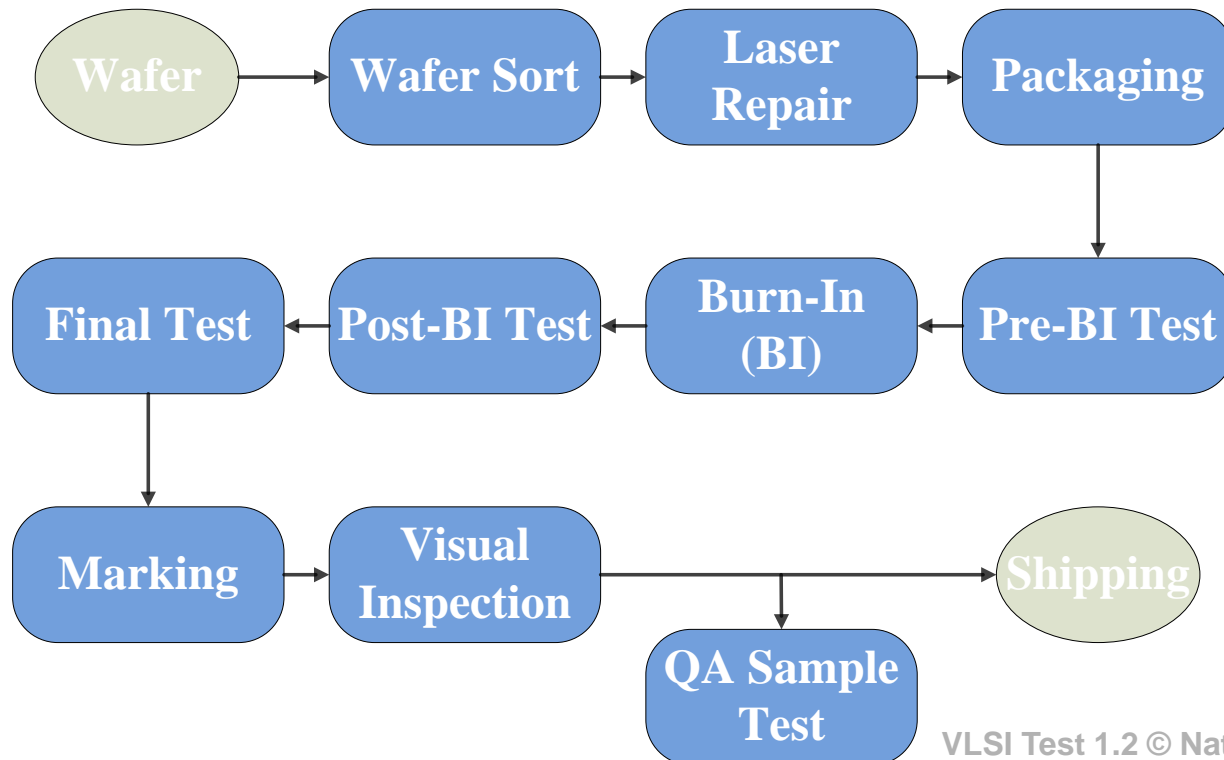 Wafer
Wafer Sort
Laser
Repair
Packaging
Final Test
Post-BI Test
Burn-In
(BI)
Pre-BI Test
Marking
Visual
Inspection
Shipping
QA Sample
Test
VLSI Test 1.2 ©